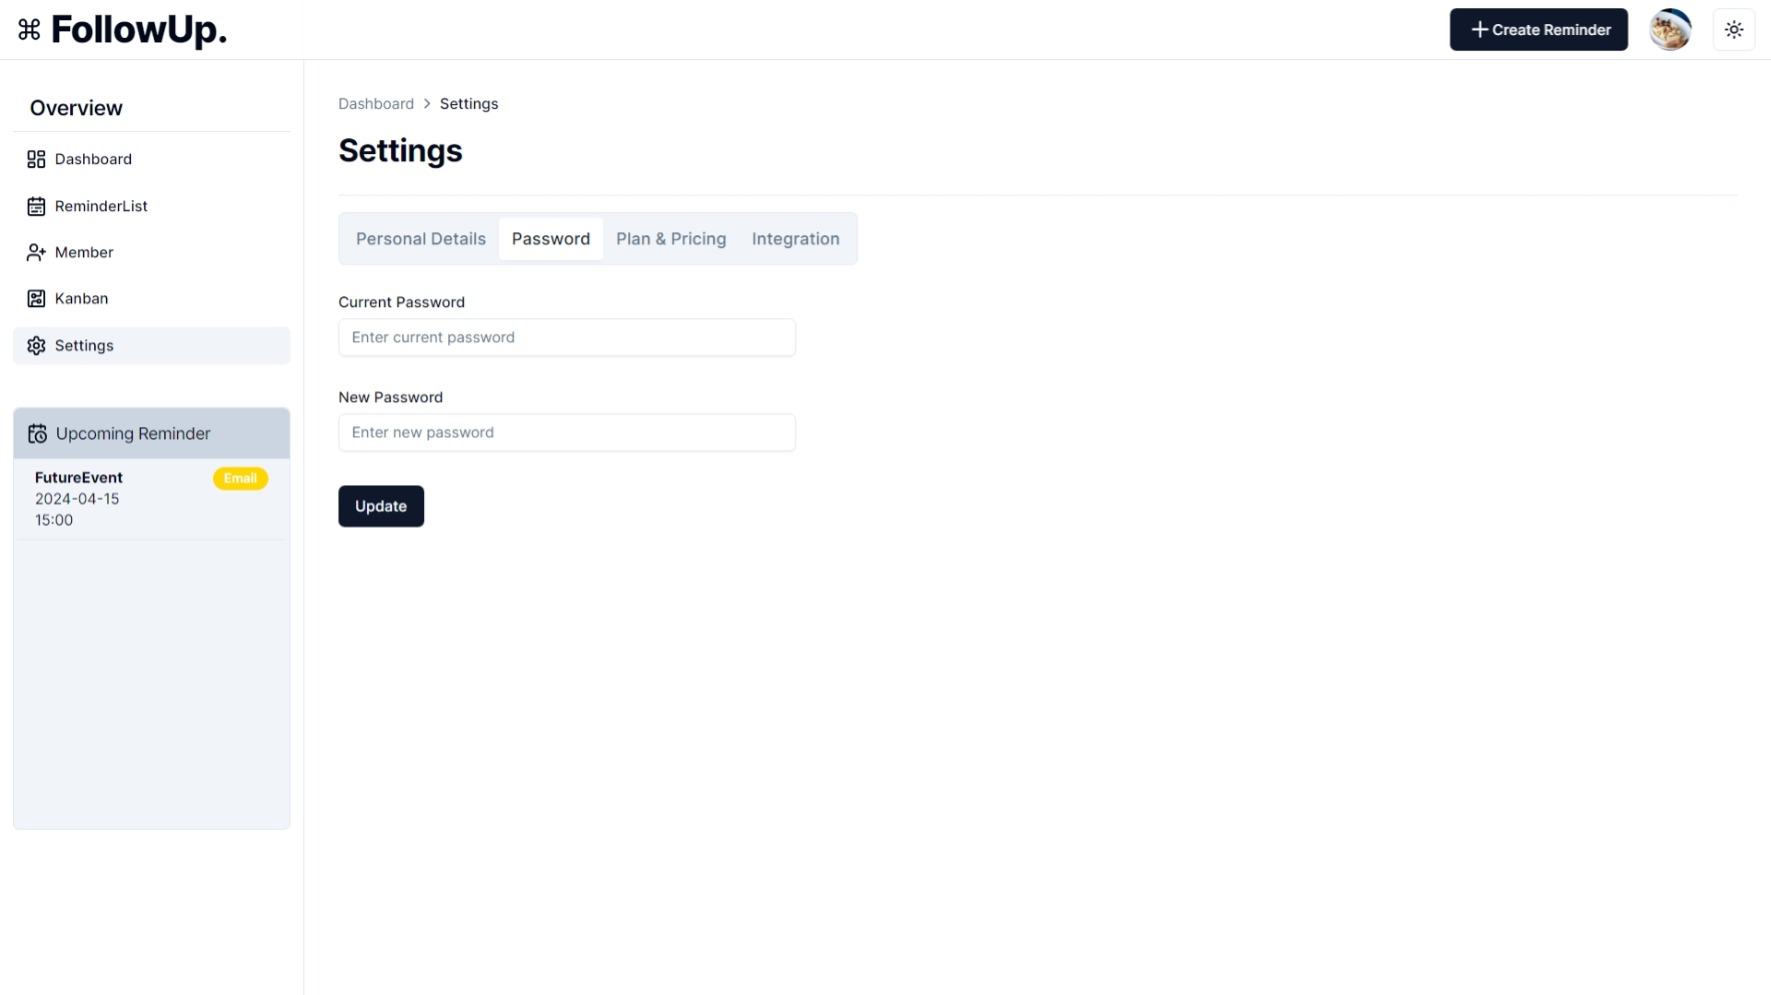 FollowUp.
Create Reminder
Overview
Dashboard
ReminderList
Member
Kanban
Settings
Upcoming Reminder
FutureEvent
Email
2024-04-15
15:00
Dashboard > Settings
Settings
Personal Details Password Plan & Pricing Integration
Current Password
Enter current password
New Password
Enter new password
Update